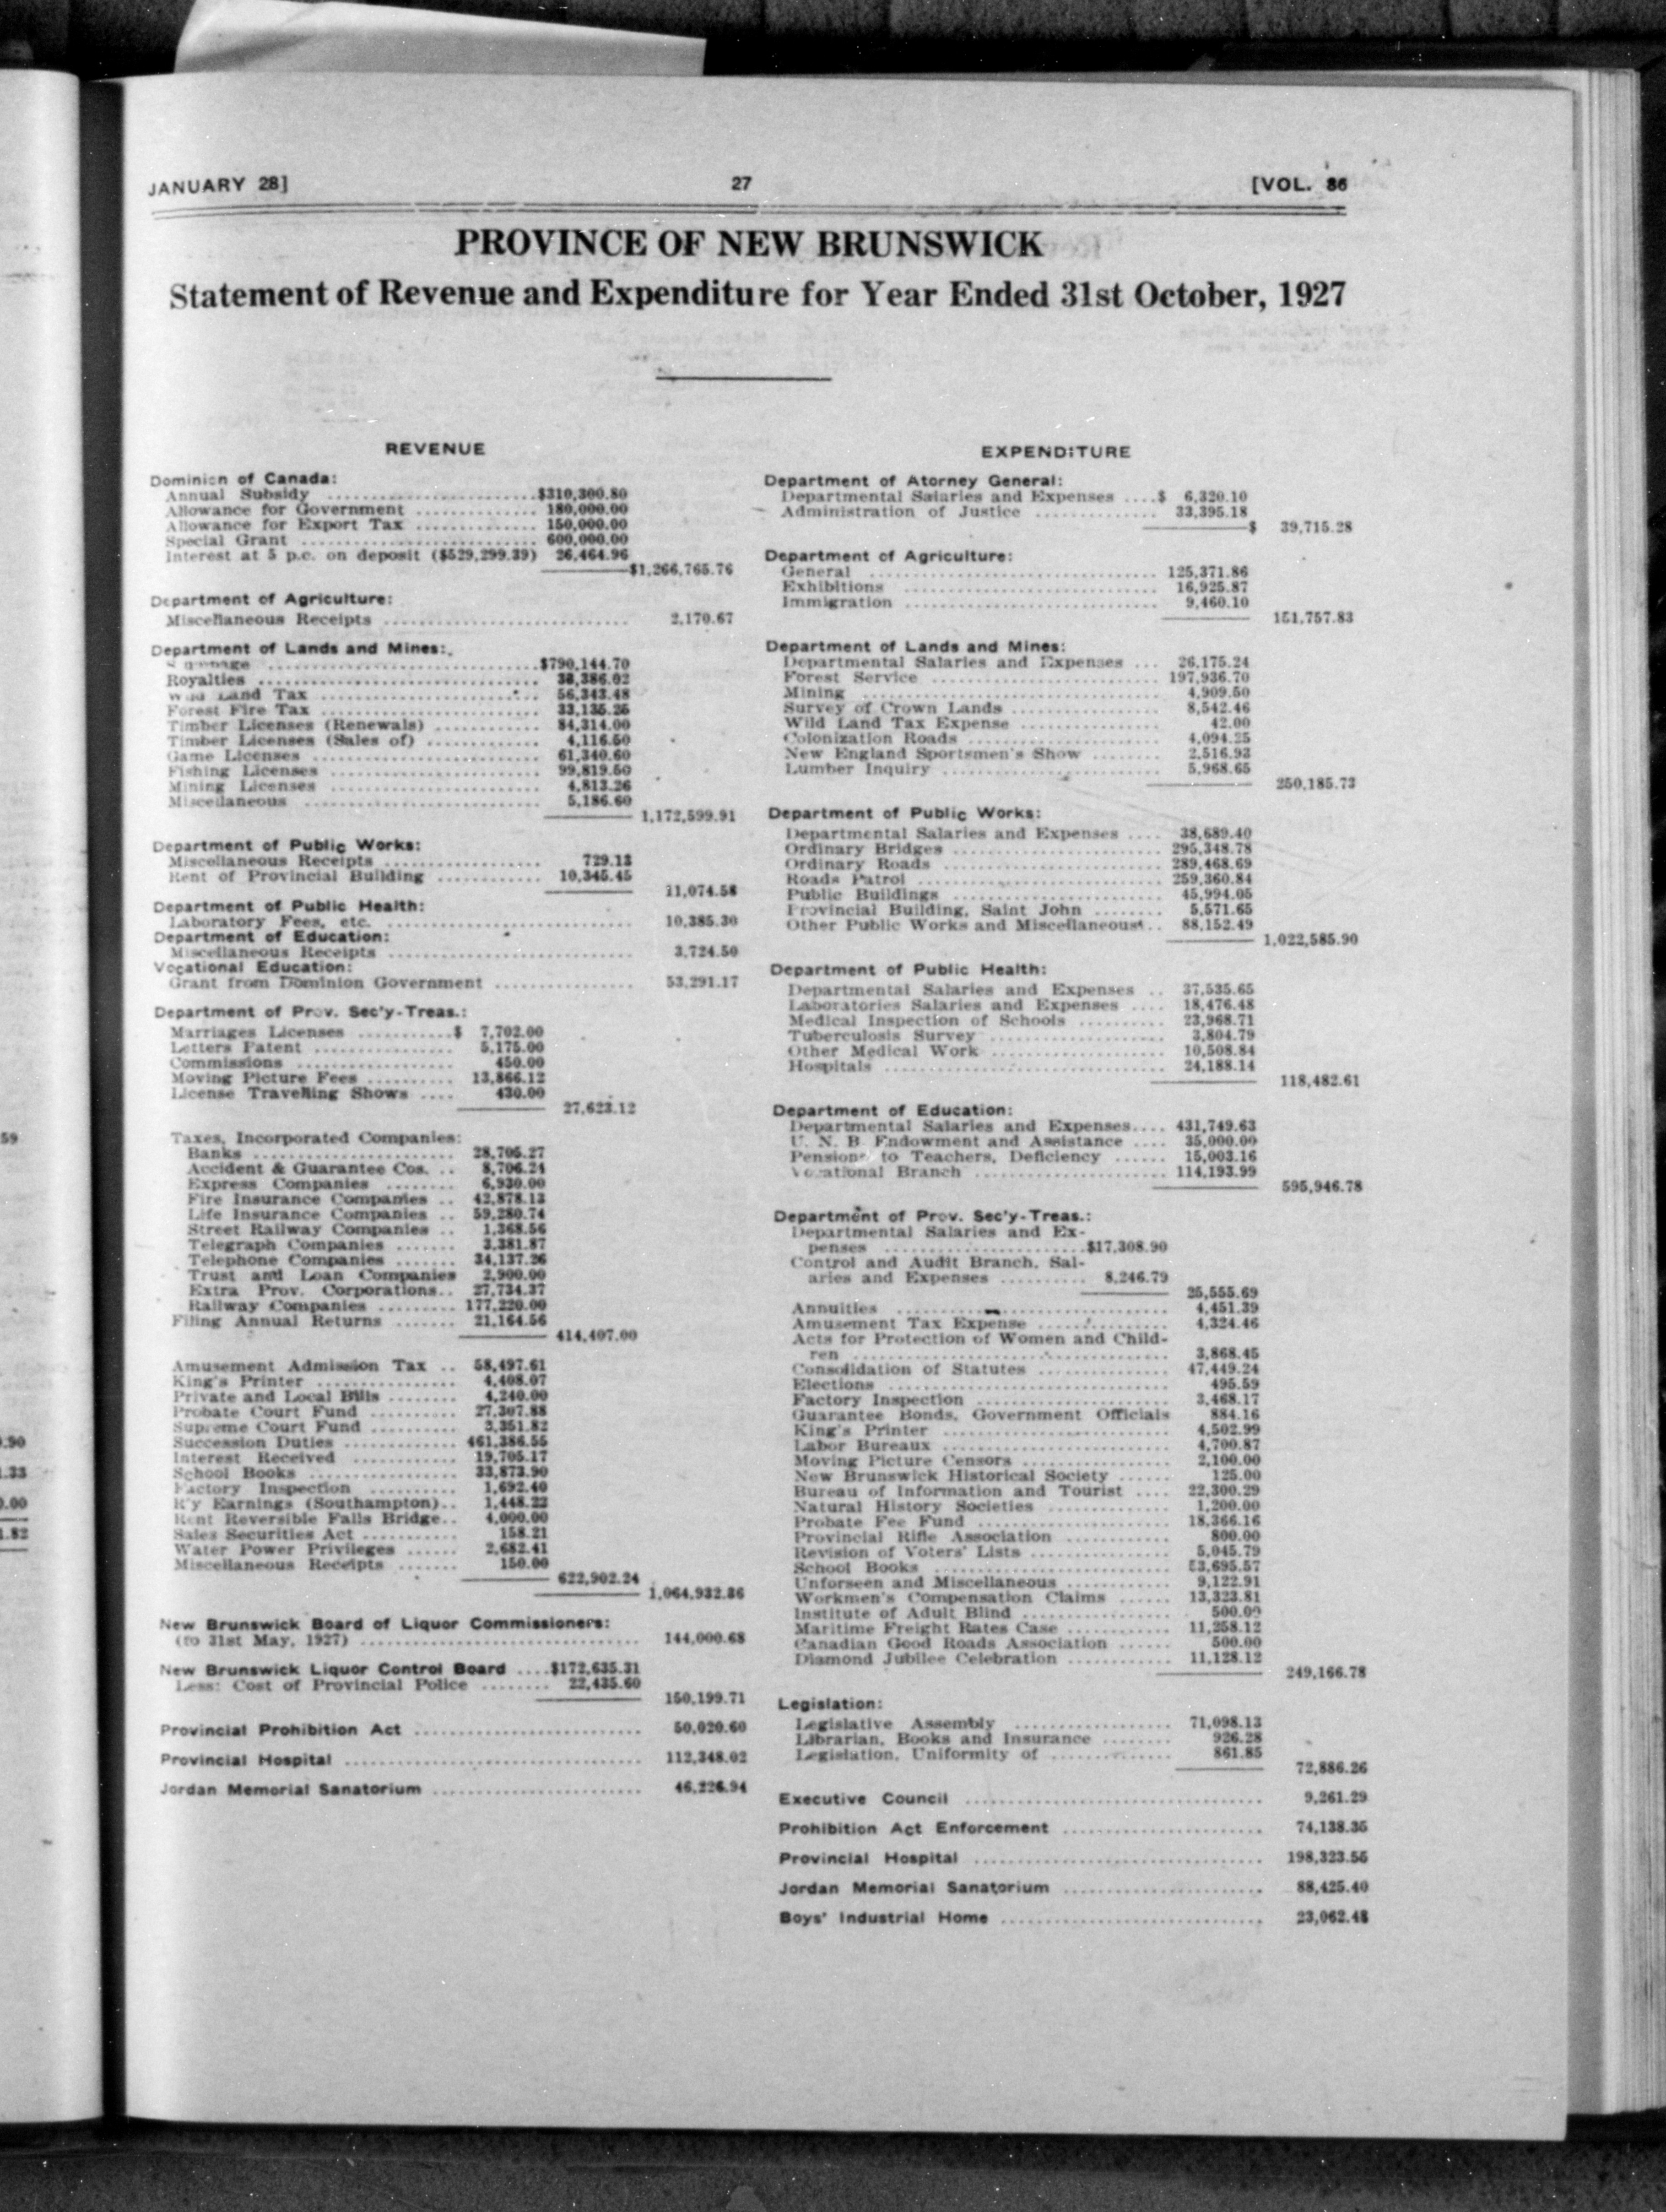 JANUARY 28] 27 [VOL. 86
PROVINCE OF NEW BRUNSWICK
Statement of Revenue and Expenditure for Year Ended 31st October, 1927
REVENUE
Dominion of Canada:
Annual Subsidy ........................$310,300.80
Allowance for Government ............. 180,000.00
Allowance for Export Tax ............. 150,000.00
Special Grant ......................... 600,000.00
Interest at 5 p.c. on deposit ($529,299.39) 26,464.96
$1,266,765.76
Department of Agriculture:
Miscellaneous Receipts ........................... 2,170.67
Department of Lands and Mines:
........................$790,144.70
Royalties ............................. 38,386.02
Wild Land Tax ........................ 56,343.48
Forest Fire Tax ....................... 33,135.25
Timber Licenses (Renewals) ............ 84,314.00
Timber Licenses (Sales of) ............ 4,116.50
Game Licenses ........................ 61,340.60
Fishing Licenses ...................... 99,819.50
Mining Licenses ...................... 4,813.26
Miscellaneous ......................... 5,186.60
1,172,599.91
Department of Public Works:
Miscellaneous Receipts ................. 729.13
Rent of Provincial Building ........... 10,345.45
11,074.58
Department of Public Health:
Laboratory Fees, etc. ........................... 10,385.30
Department of Education:
Miscellaneous Receipts ........................... 3,724.50
Vocational Education:
Grant from Dominion Government ................ 53,291.17
Department of Prov. Sec'y-Treas.:
Marriages Licenses ..........$ 7,702.00
Letters Patent ................ 5,175.00
Commissions .................. 450.00
Moving Picture Fees .......... 13,866.12
License Travelling Shows .... 430.00
27,623.12
Taxes, Incorporated Companies:
Banks ....................... 28,705.27
Accident & Guarantee Cos. .. 8,706.24
Express Companies ........ 6,930.00
Fire Insurance Companies .. 42,878.13
Life Insurance Companies .. 59,280.74
Street Railway Companies .. 1,368.56
Telegraph Companies ....... 3,381.87
Telephone Companies ....... 34,137.26
Trust and Loan Companies 2,900.00
Extra Prov. Corporations.. 27,734.37
Railway Companies ......... 177,220.00
Filing Annual Returns ....... 21,164.56
414,407.00
Amusement Admission Tax .. 58,497.61
King's Printer ................ 4,408.07
Private and Local Bills ........ 4,240.00
Probate Court Fund .......... 27,307.88
Supreme Court Fund .......... 3,351.82
Succession Duties ............ 461,386.55
Interest Received ............ 19,705.17
School Books ................. 33,873.90
Factory Inspection .......... 1,692.40
R'y Earnings (Southampton).. 1,448.22
Rent Reversible Falls Bridge.. 4,000.00
Sales Securities Act ........... 158.21
Water Power Privileges ...... 2,682.41
Miscellaneous Receipts ....... 150.00
622,902.24
1,064,932.36
New Brunswick Board of Liquor Commissioners:
(to 31st May, 1927) ............................... 144,000.68
New Brunswick Liquor Control Board ....$172,635.31
Less: Cost of Provincial Police ........ 22,435.60
150,199.71
Provincial Prohibition Act ......................... 50,020.60
Provincial Hospital ................................. 112,348.02
Jordan Memorial Sanatorium ....................... 46,226.94
EXPENDITURE
Department of Attorney General:
Departmental Salaries and Expenses ....$ 6,320.10
Administration of Justice .............. 33,395.18
$ 39,715.28
Department of Agriculture:
General ................................ 125,371.86
Exhibitions ............................ 16,925.87
Immigration ............................ 9,460.10
151,757.83
Department of Lands and Mines:
Departmental Salaries and Expenses ... 26,175.24
Forest Service ......................... 197,936.70
Mining ................................. 4,909.50
Survey of Crown Lands ................ 8,542.46
Wild Land Tax Expense ................ 42.00
Colonization Roads ..................... 4,094.25
New England Sportsmen's Show ........ 2,516.93
Lumber Inquiry ........................ 5,968.65
250,185.73
Department of Public Works:
Departmental Salaries and Expenses .... 38,689.40
Ordinary Bridges ....................... 295,348.78
Ordinary Roads ........................ 289,468.69
Roads Patrol ........................... 259,360.84
Public Buildings ....................... 45,994.05
Provincial Building, Saint John ........ 5,571.65
Other Public Works and Miscellaneous.. 88,152.49
1,022,585.90
Department of Public Health:
Departmental Salaries and Expenses .. 37,535.65
Laboratories Salaries and Expenses .... 18,476.48
Medical Inspection of Schools .......... 23,968.71
Tuberculosis Survey .................... 3,804.79
Other Medical Work ................... 10,508.84
Hospitals ............................... 24,188.14
118,482.61
Department of Education:
Departmental Salaries and Expenses.... 431,749.63
U. N. B Endowment and Assistance .... 35,000.00
Pensions to Teachers, Deficiency ...... 15,003.16
Vocational Branch ..................... 114,193.99
595,946.78
Department of Prov. Sec'y-Treas.:
Departmental Salaries and Ex-
penses .......................$17,308.90
Control and Audit Branch, Sal-
aries and Expenses .......... 8,246.79
25,555.69
Annuities .............................. 4,451.39
Amusement Tax Expense ............... 4,324.46
Acts for Protection of Women and Child-
ren .................................... 3,868.45
Consolidation of Statutes ............... 47,449.24
Elections ............................... 495.59
Factory Inspection ..................... 3,468.17
Guarantee Bonds, Government Officials 884.16
King's Printer .......................... 4,502.99
Labor Bureaux ......................... 4,700.87
Moving Picture Censors ................ 2,100.00
New Brunswick Historical Society ...... 125.00
Bureau of Information and Tourist .... 22,300.29
Natural History Societies .............. 1,200.00
Probate Fee Fund ...................... 18,366.16
Provincial Rifle Association ............ 800.00
Revision of Voters' Lists ................ 5,045.79
School Books ........................... 53,695.57
Unforseen and Miscellaneous ............ 9,122.91
Workmen's Compensation Claims ...... 13,323.81
Institute of Adult Blind ................ 500.00
Maritime Freight Rates Case ............ 11,258.12
Canadian Good Roads Association ...... 500.00
Diamond Jubilee Celebration ............ 11,128.12
249,166.78
Legislation:
Legislative Assembly .................. 71,098.13
Librarian, Books and Insurance ........ 926.28
Legislation, Uniformity of .............. 861.85
72,886.26
Executive Council ................................. 9,261.29
Prohibition Act Enforcement ...................... 74,138.35
Provincial Hospital ................................ 198,323.55
Jordan Memorial Sanatorium ...................... 88,425.40
Boys' Industrial Home ............................. 23,062.48